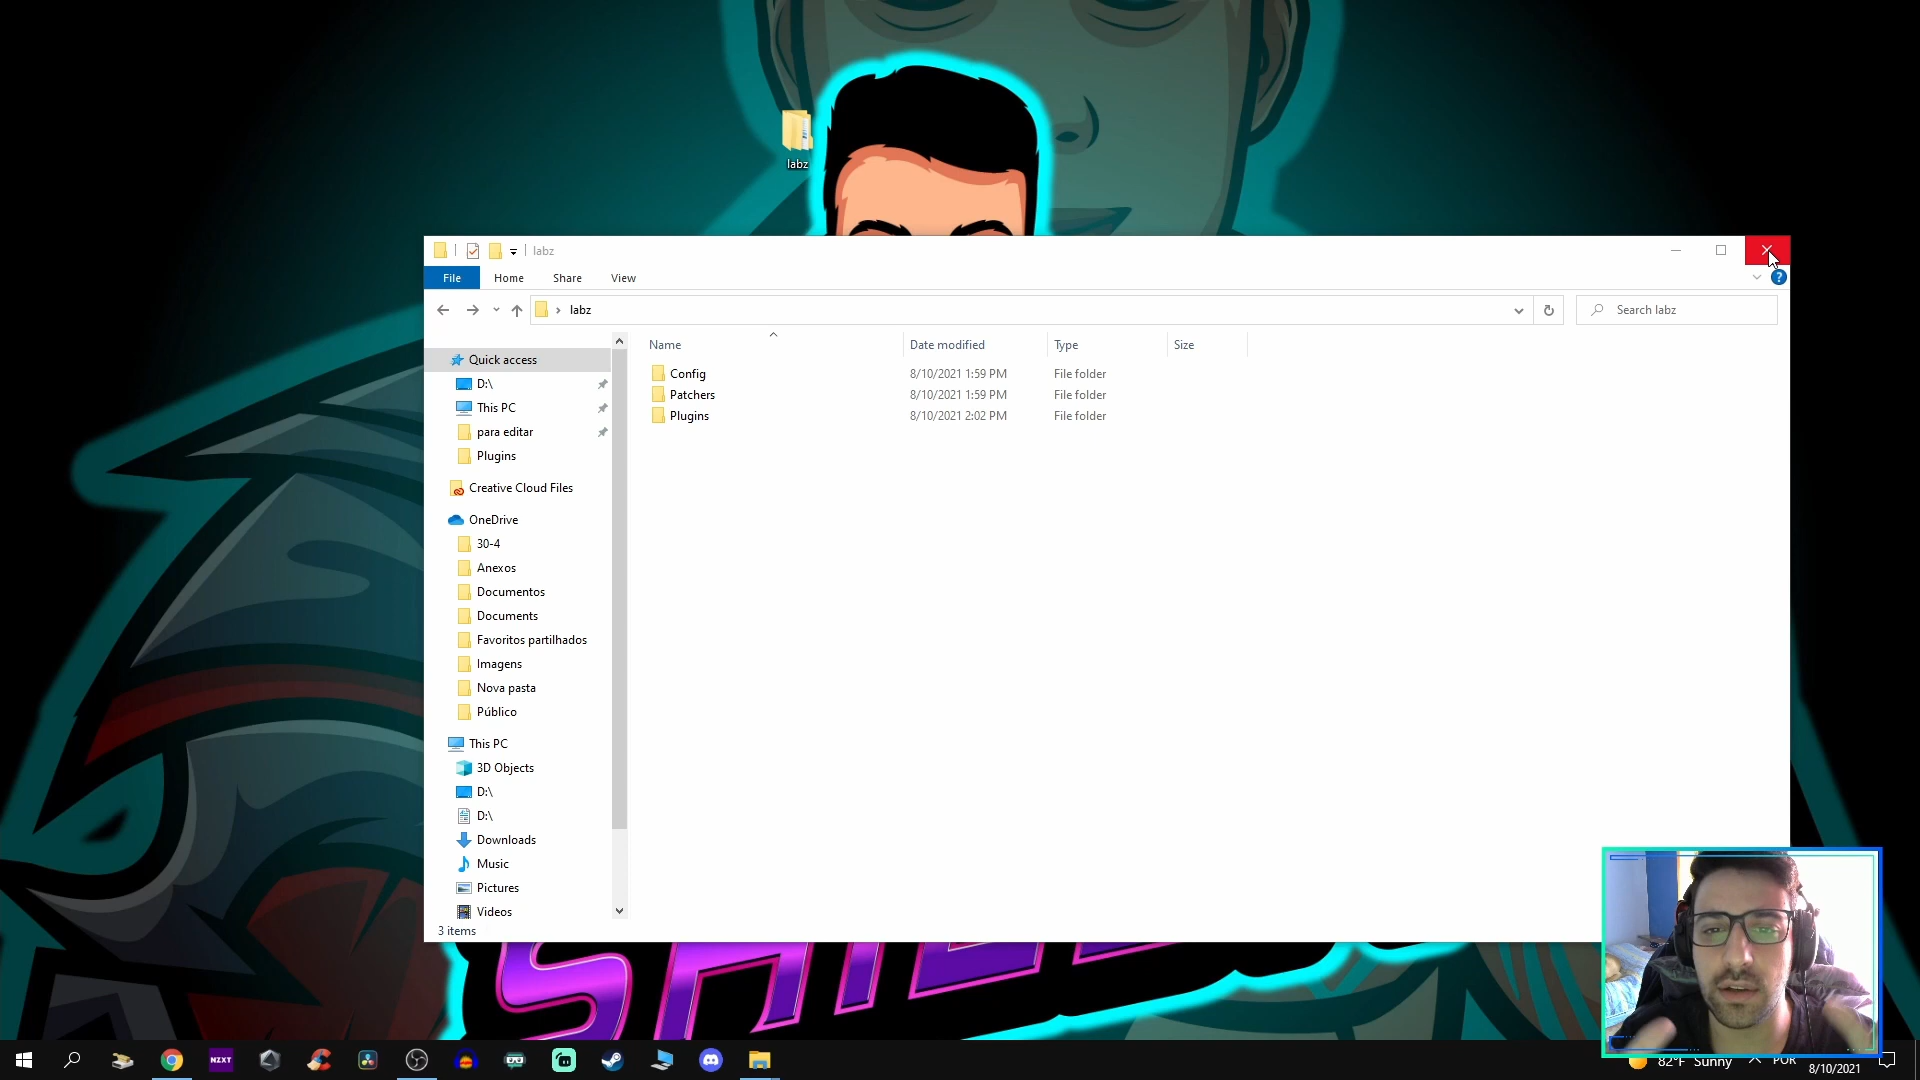 labz
labz
File
Home
Share
View
?
labz
Search labz
Name
Date modified
Type
Size
Config
8/10/2021 1:59 PM
File folder
Patchers
8/10/2021 1:59 PM
File folder
Plugins
8/10/2021 2:02 PM
File folder
Quick access
D:\
This PC
para editar
Plugins
Creative Cloud Files
OneDrive
30-4
Anexos
Documentos
Documents
Favoritos partilhados
Imagens
Nova pasta
Público
This PC
3D Objects
D:\
D:\
Downloads
Music
Pictures
Videos
3 items
NZXT
82°F Sunny
POR
8/10/2021